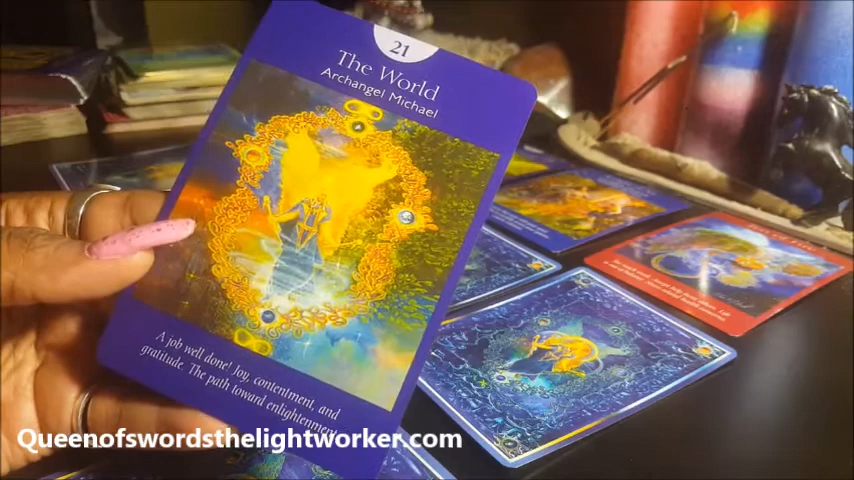 21
The World
Archangel Michael
A job well done! Joy, contentment, and
gratitude. The path toward enlightenment.
Queenofswordsthelightworker.com